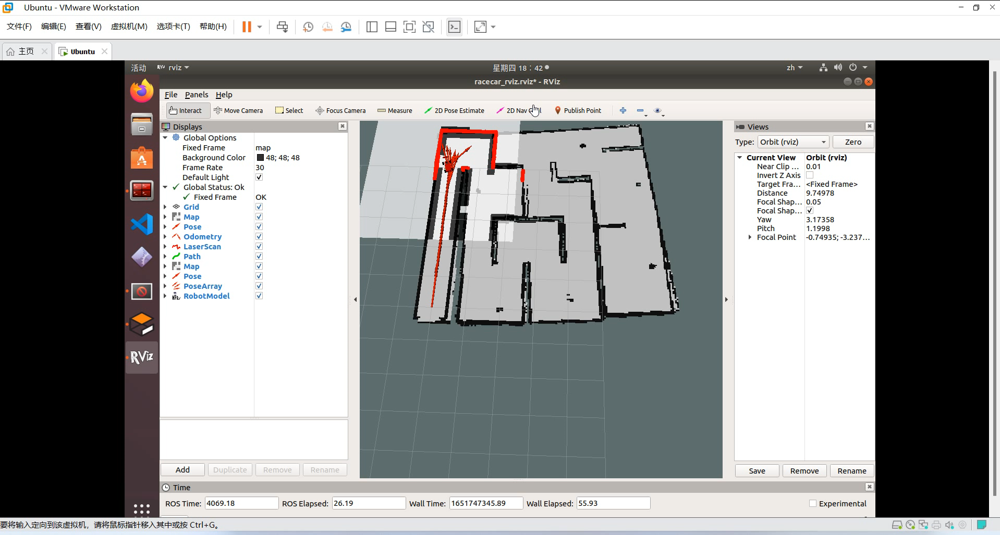 Ubuntu - VMware Workstation
文件(F) 编辑(E) 查看(V) 虚拟机(M) 选项卡(T) 帮助(H)
主页 Ubuntu
活动 RViz rviz 星期四 18：42 zh
racecar_rviz.rviz* - RViz
File Panels Help
Interact Move Camera Select Focus Camera Measure 2D Pose Estimate 2D Nav Publish Point
Displays
Global Options
Fixed Frame map
Background Color 48; 48; 48
Frame Rate 30
Default Light
Global Status: Ok
Fixed Frame OK
Grid
Map
Pose
Odometry
LaserScan
Path
Map
Pose
PoseArray
RobotModel
Add Duplicate Remove Rename
RViz
Views
Type: Orbit (rviz) Zero
Current View Orbit (rviz)
Near Clip ... 0.01
Invert Z Axis
Target Fra... <Fixed Frame>
Distance 9.74978
Focal Shap... 0.05
Focal Shap...
Yaw 3.17358
Pitch 1.1998
Focal Point -0.74935; -3.237...
Save Remove Rename
Time
ROS Time: 4069.18 ROS Elapsed: 26.19 Wall Time: 1651747345.89 Wall Elapsed: 55.93 Experimental
要将输入定向到该虚拟机，请将鼠标指针移入其中或按 Ctrl+G。